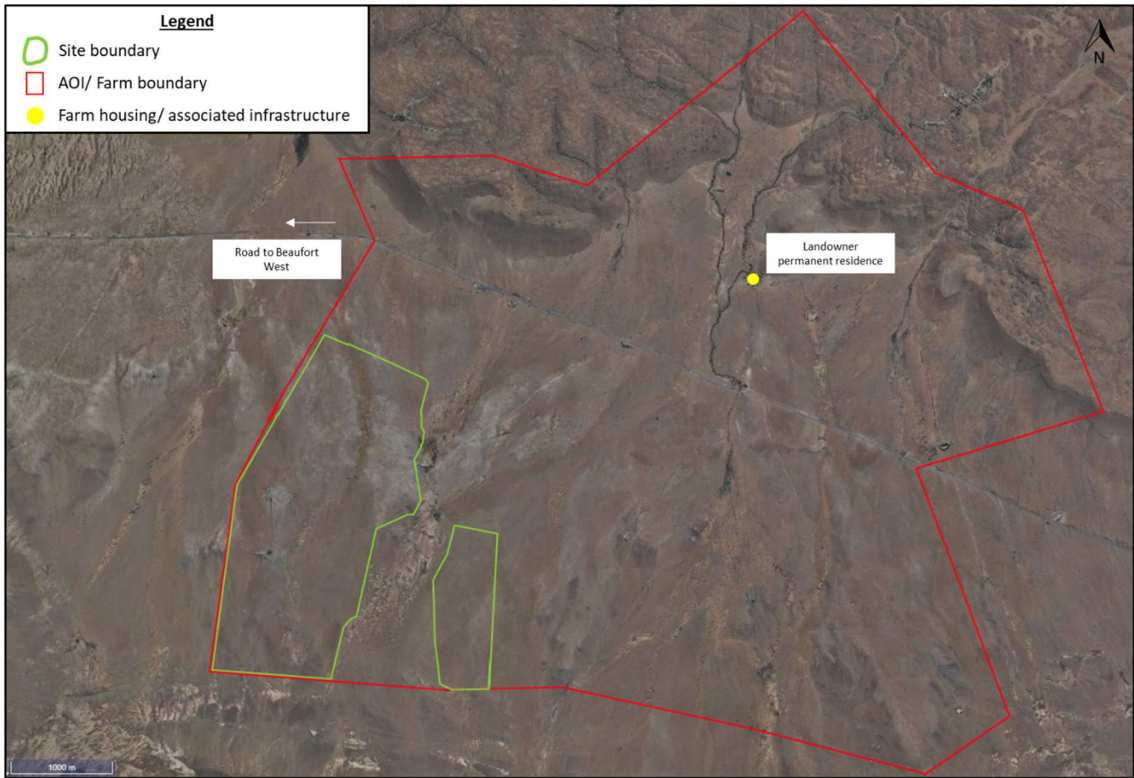 Legend
Site boundary
AOI/ Farm boundary
Farm housing/ associated infrastructure
N
Road to Beaufort
West
Landowner
permanent residence
1000 m